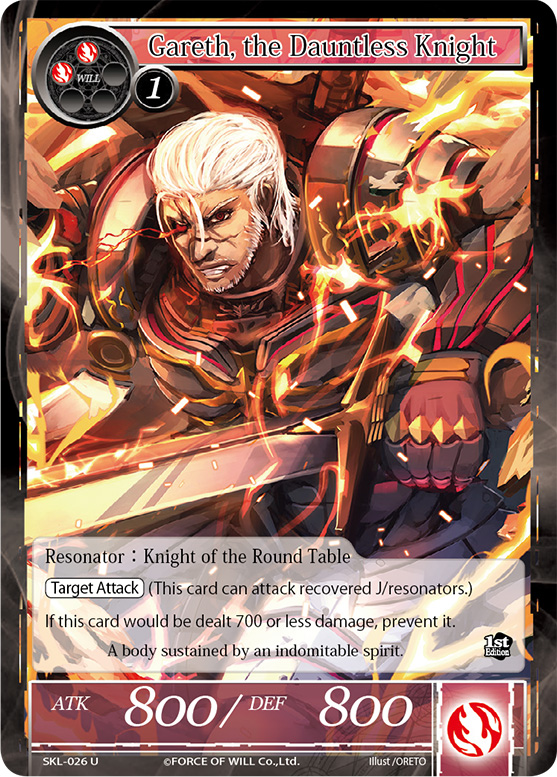 Gareth, the Dauntless Knight
WILL
1
Resonator : Knight of the Round Table
Target Attack (This card can attack recovered J/resonators.)
If this card would be dealt 700 or less damage, prevent it.
A body sustained by an indomitable spirit.
1st
Edition
ATK 800 / DEF 800
SKL-026 U ©FORCE OF WILL Co.,Ltd. Illust /ORETO